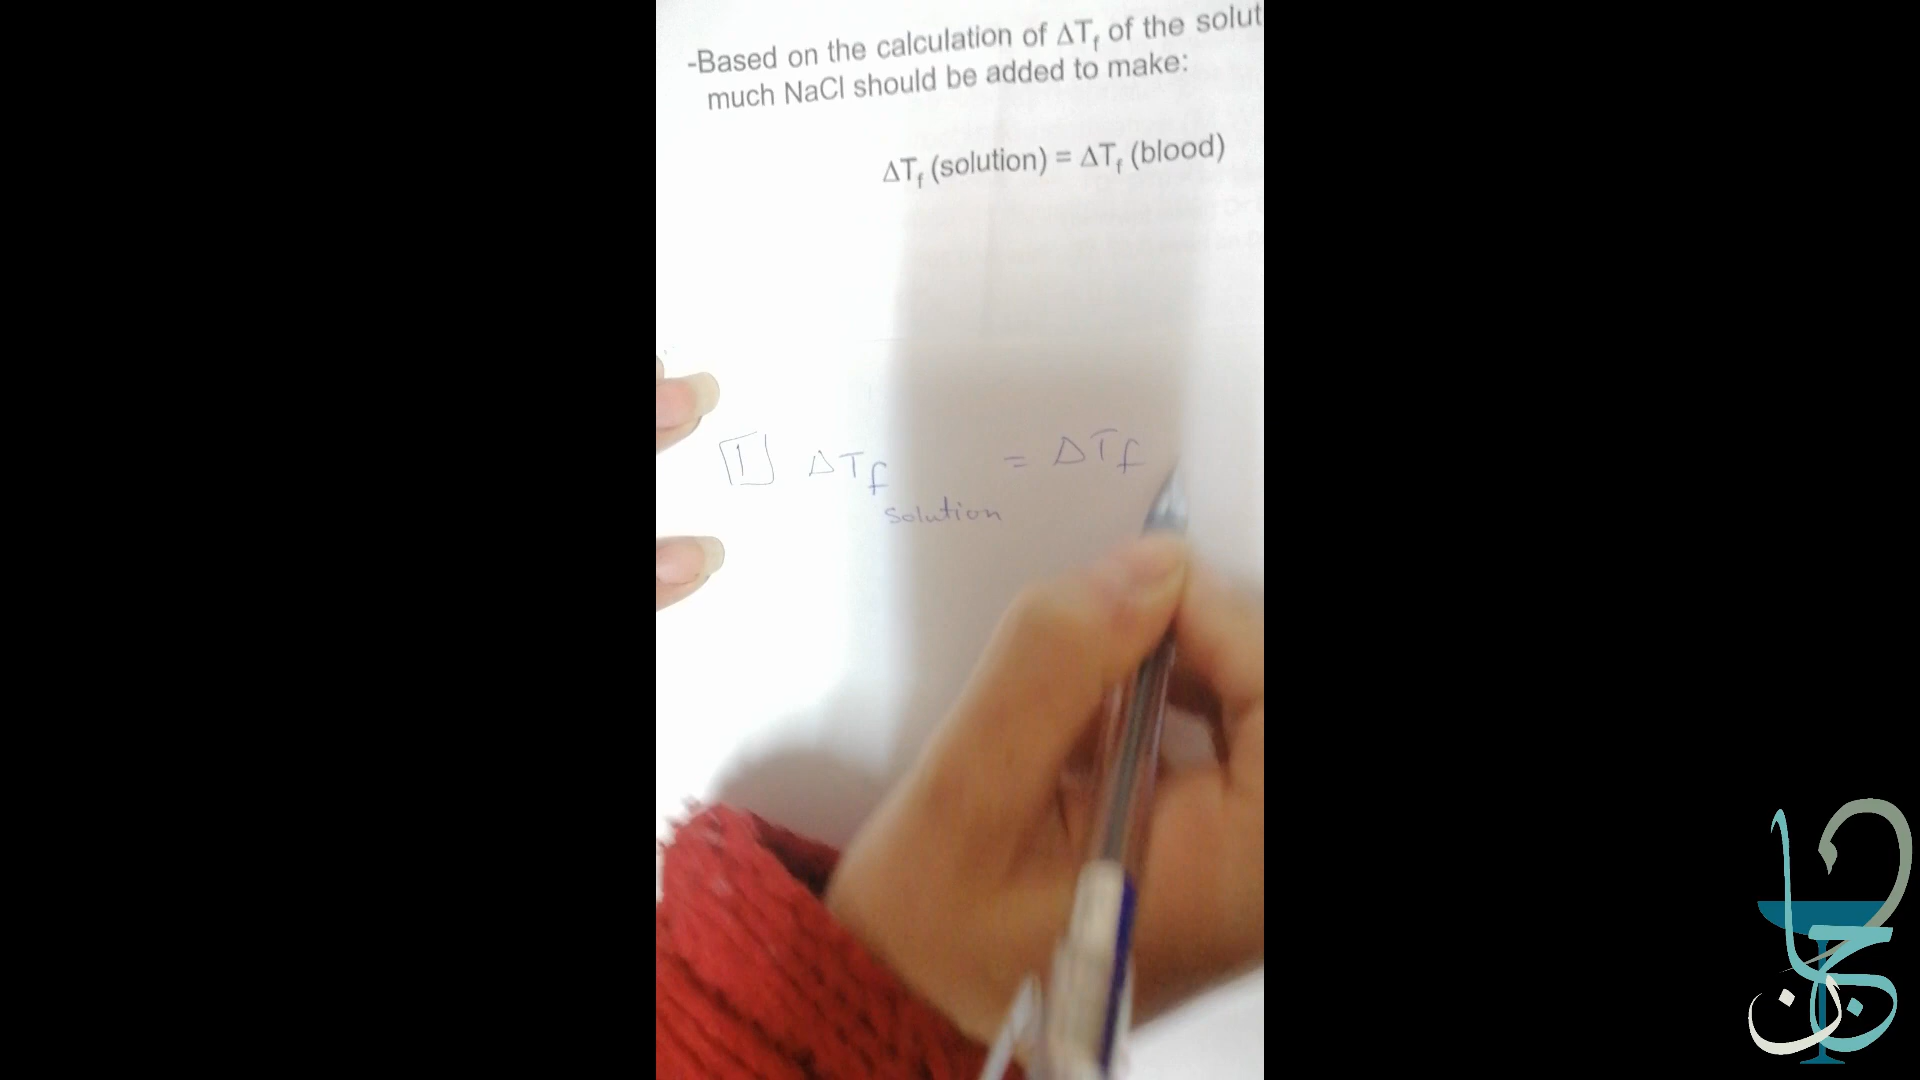 -Based on the calculation of ΔTf of the solut
much NaCl should be added to make:
ΔTf (solution) = ΔTf (blood)
1 ΔTf solution = ΔTf